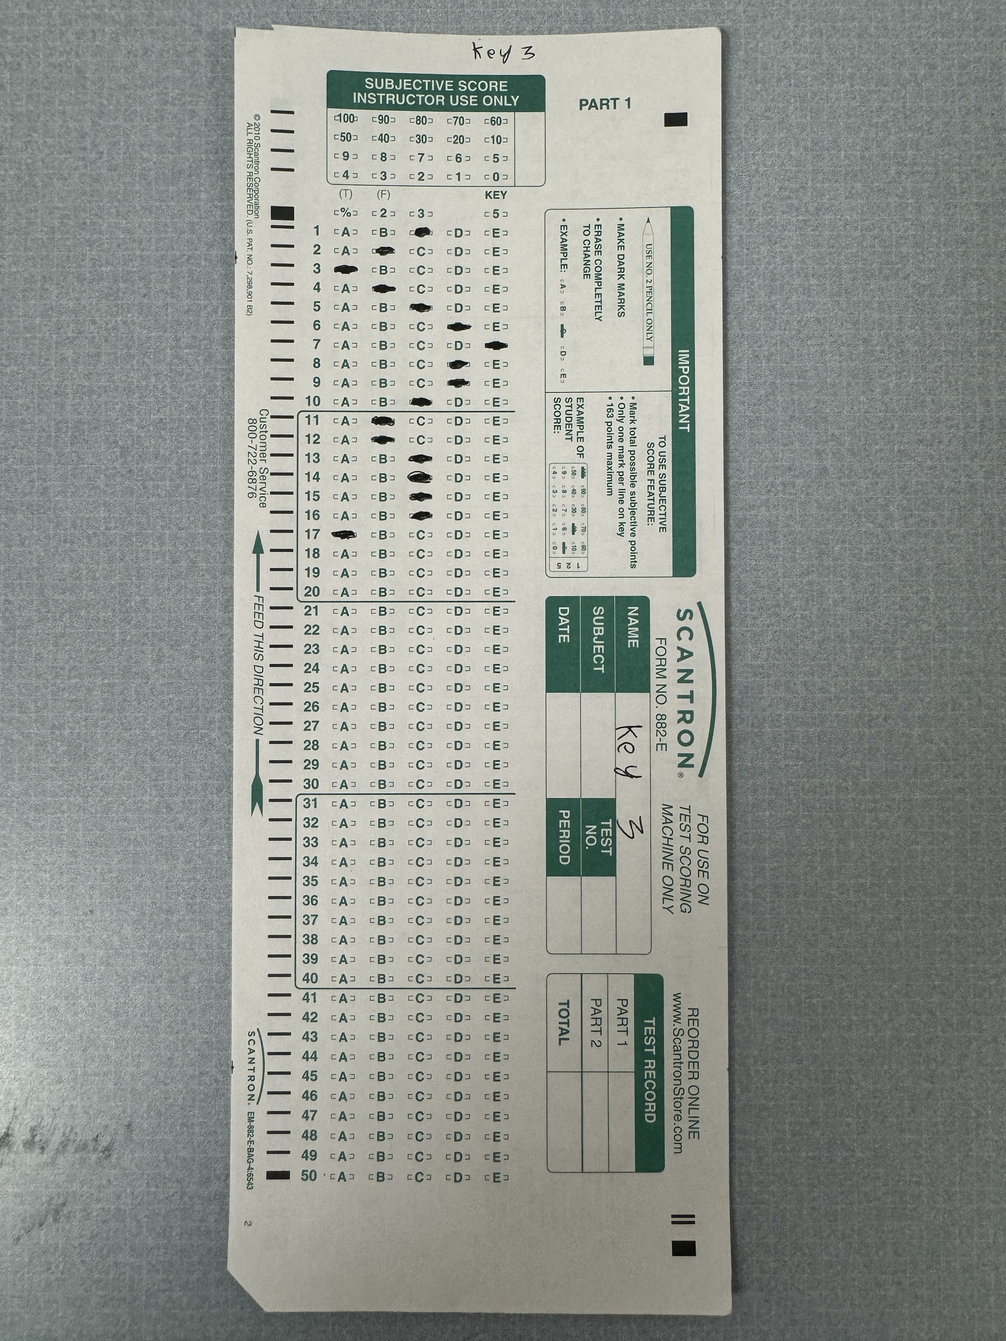 Key 3
SUBJECTIVE SCORE
INSTRUCTOR USE ONLY
100 90 80 70 60
50 40 30 20 10
9 8 7 6 5
4 3 2 1 0
PART 1
(T) (F) KEY
% 2 3 5
1 A B D E
2 A C D E
3 B C D E
4 A C D E
5 A B D E
6 A B C E
7 A B C D
8 A B C E
9 A B C E
10 A B D E
11 A C D E
12 A C D E
13 A B D E
14 A B D E
15 A B D E
16 A B D E
17 B C D E
18 A B C D E
19 A B C D E
20 A B C D E
21 A B C D E
22 A B C D E
23 A B C D E
24 A B C D E
25 A B C D E
26 A B C D E
27 A B C D E
28 A B C D E
29 A B C D E
30 A B C D E
31 A B C D E
32 A B C D E
33 A B C D E
34 A B C D E
35 A B C D E
36 A B C D E
37 A B C D E
38 A B C D E
39 A B C D E
40 A B C D E
41 A B C D E
42 A B C D E
43 A B C D E
44 A B C D E
45 A B C D E
46 A B C D E
47 A B C D E
48 A B C D E
49 A B C D E
50 A B C D E
© 2010 Scantron Corporation
ALL RIGHTS RESERVED. (U.S. PAT. NO.: 7,298,901 B2)
Customer Service
800-722-6876
FEED THIS DIRECTION
SCANTRON. EM-882-E-BAG-4:6543
2
IMPORTANT
USE NO. 2 PENCIL ONLY
• MAKE DARK MARKS
• ERASE COMPLETELY
TO CHANGE
• EXAMPLE: A B D E
TO USE SUBJECTIVE
SCORE FEATURE:
• Mark total possible subjective points
• Only one mark per line on key
• 163 points maximum
EXAMPLE OF
STUDENT
SCORE:
SCANTRON®
FORM NO. 882-E
FOR USE ON
TEST SCORING
MACHINE ONLY
REORDER ONLINE
www.ScantronStore.com
NAME Key 3
SUBJECT
TEST
NO.
DATE
PERIOD
TEST RECORD
PART 1
PART 2
TOTAL